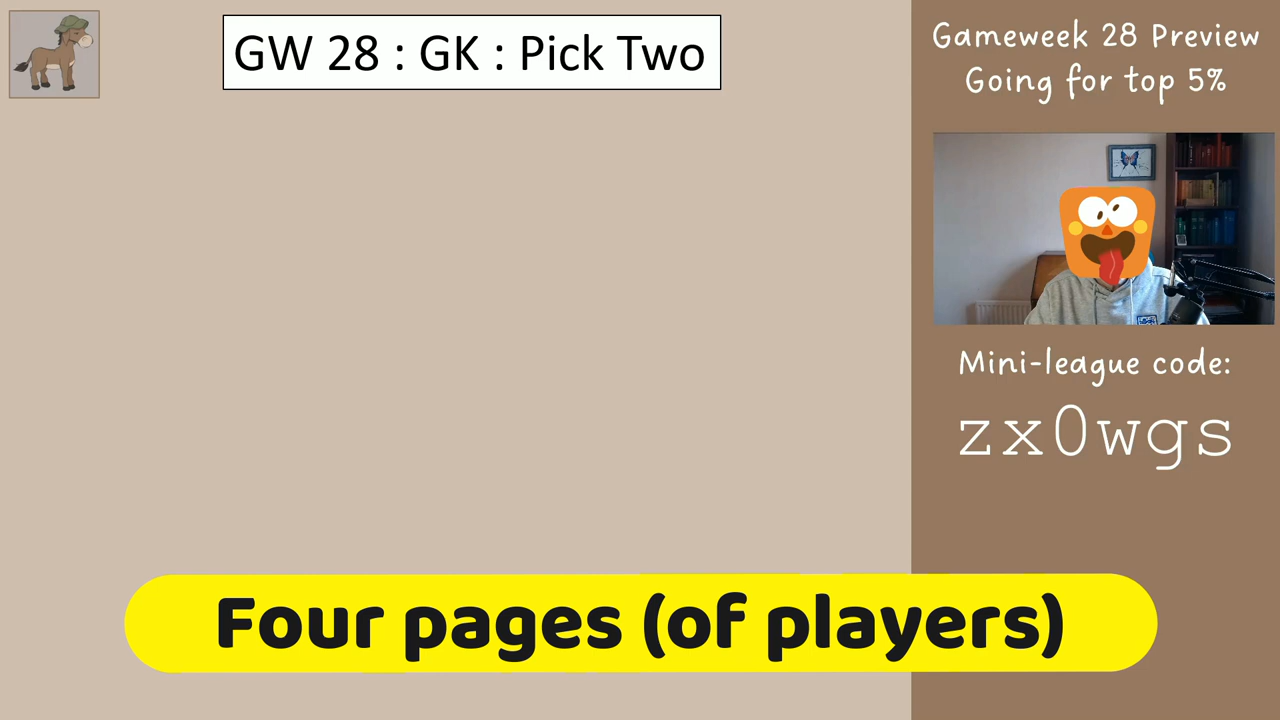 GW 28 : GK : Pick Two
Gameweek 28 Preview
Going for top 5%
Mini-league code:
zx0wgs
Four pages (of players)